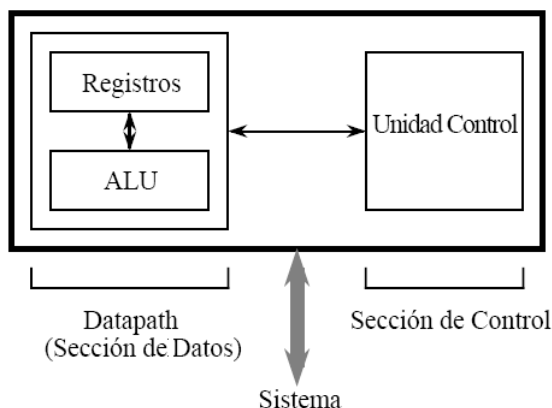 Registros
Unidad Control
ALU
Datapath
(Sección de Datos)
Sección de Control
Sistema